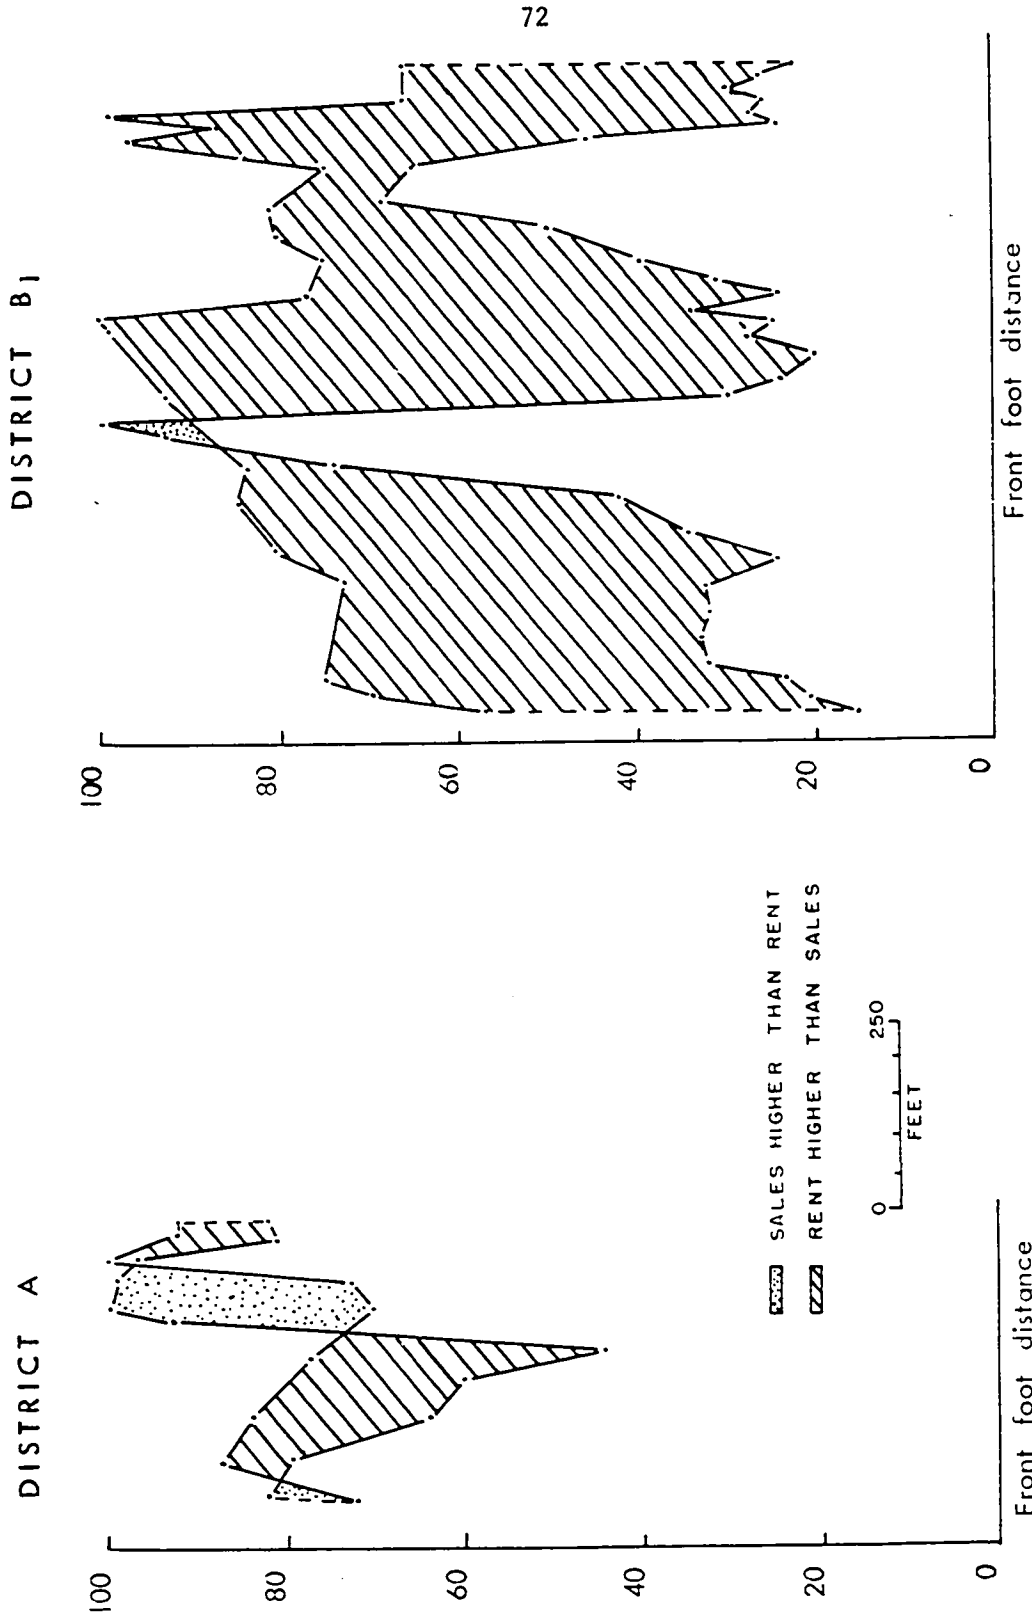 72
DISTRICT A
100
80
60
40
20
0
Front foot distance
SALES HIGHER THAN RENT
RENT HIGHER THAN SALES
0 250
FEET
DISTRICT B1
100
80
60
40
20
0
Front foot distance